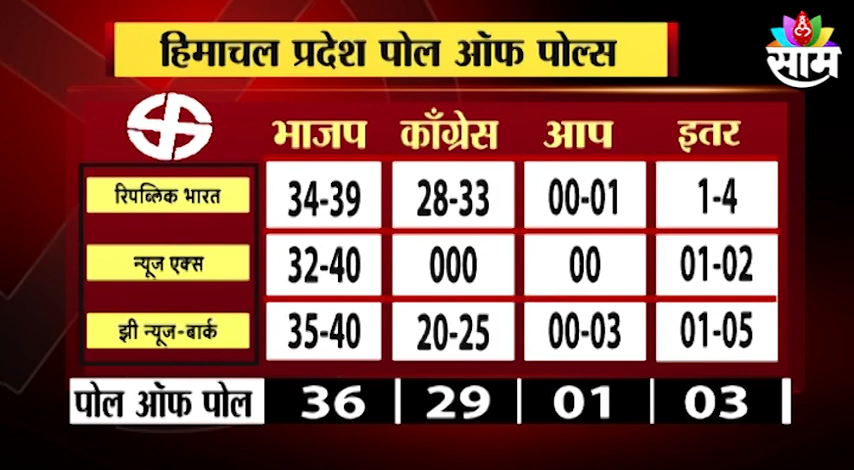 हिमाचल प्रदेश पोल ऑफ पोल्स
साम
भाजप काँग्रेस आप इतर
रिपब्लिक भारत 34-39 28-33 00-01 1-4
न्यूज एक्स 32-40 000 00 01-02
झी न्यूज-बार्क 35-40 20-25 00-03 01-05
पोल ऑफ पोल 36 29 01 03